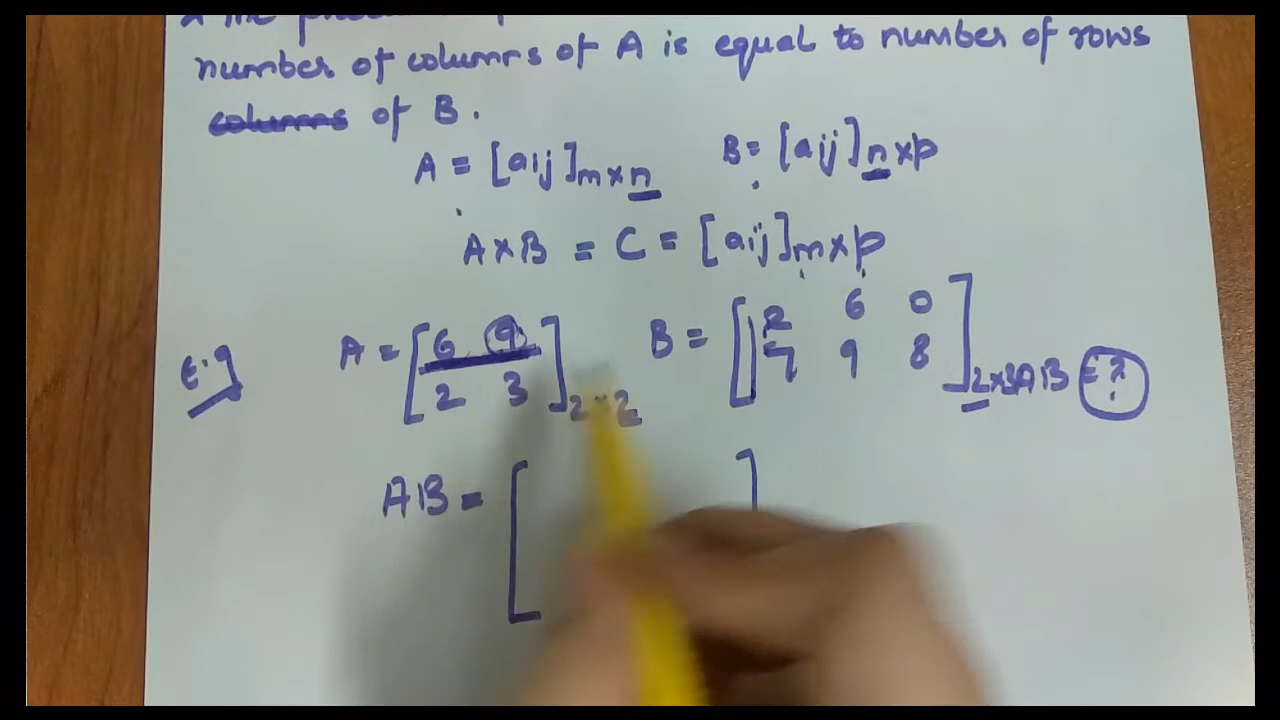 number of columns of A is equal to number of rows
columns of B.
A = [aij]m×n B = [aij]n×p
A×B = C = [aij]m×p
E.g A = [6 9 B = [2 6 0
2 3]2×2 7 9 8]2×3 AB = ?
AB = [ ]